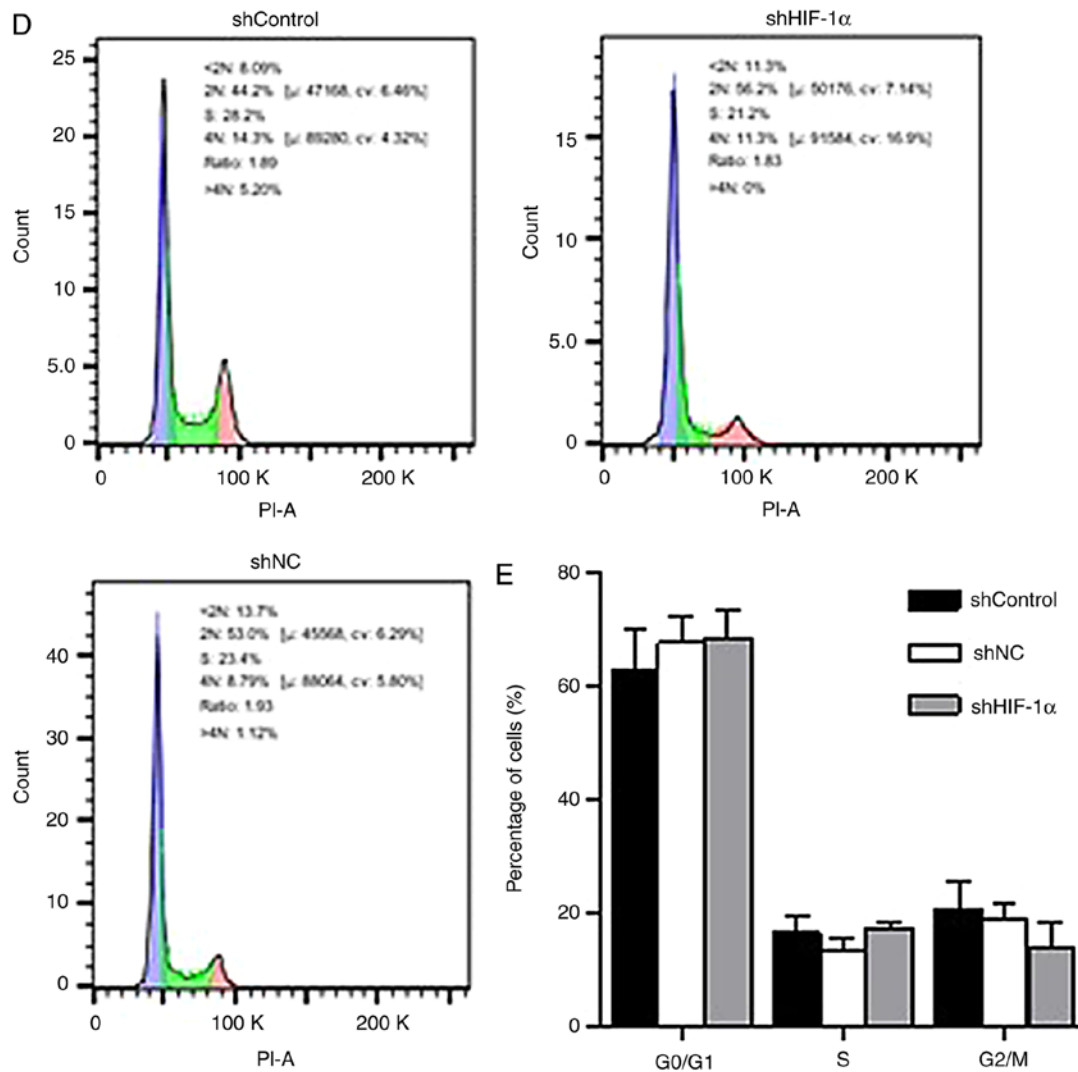 D
shControl
25
20
15
10
5.0
0
Count
<2N: 8.09%
2N: 44.2% [μ: 47168, cv: 6.46%]
S: 28.2%
4N: 14.3% [μ: 89280, cv: 4.32%]
Ratio: 1.89
>4N: 5.20%
0 100 K 200 K
PI-A
shHIF-1α
15
10
5.0
0
Count
<2N: 11.3%
2N: 56.2% [μ: 50176, cv: 7.14%]
S: 21.2%
4N: 11.3% [μ: 91584, cv: 16.9%]
Ratio: 1.83
>4N: 0%
0 100 K 200 K
PI-A
shNC
40
30
20
10
0
Count
<2N: 13.7%
2N: 53.0% [μ: 45568, cv: 6.29%]
S: 23.4%
4N: 8.79% [μ: 88064, cv: 5.80%]
Ratio: 1.93
>4N: 1.12%
0 100 K 200 K
PI-A
E
80
60
40
20
0
Percentage of cells (%)
shControl
shNC
shHIF-1α
G0/G1 S G2/M